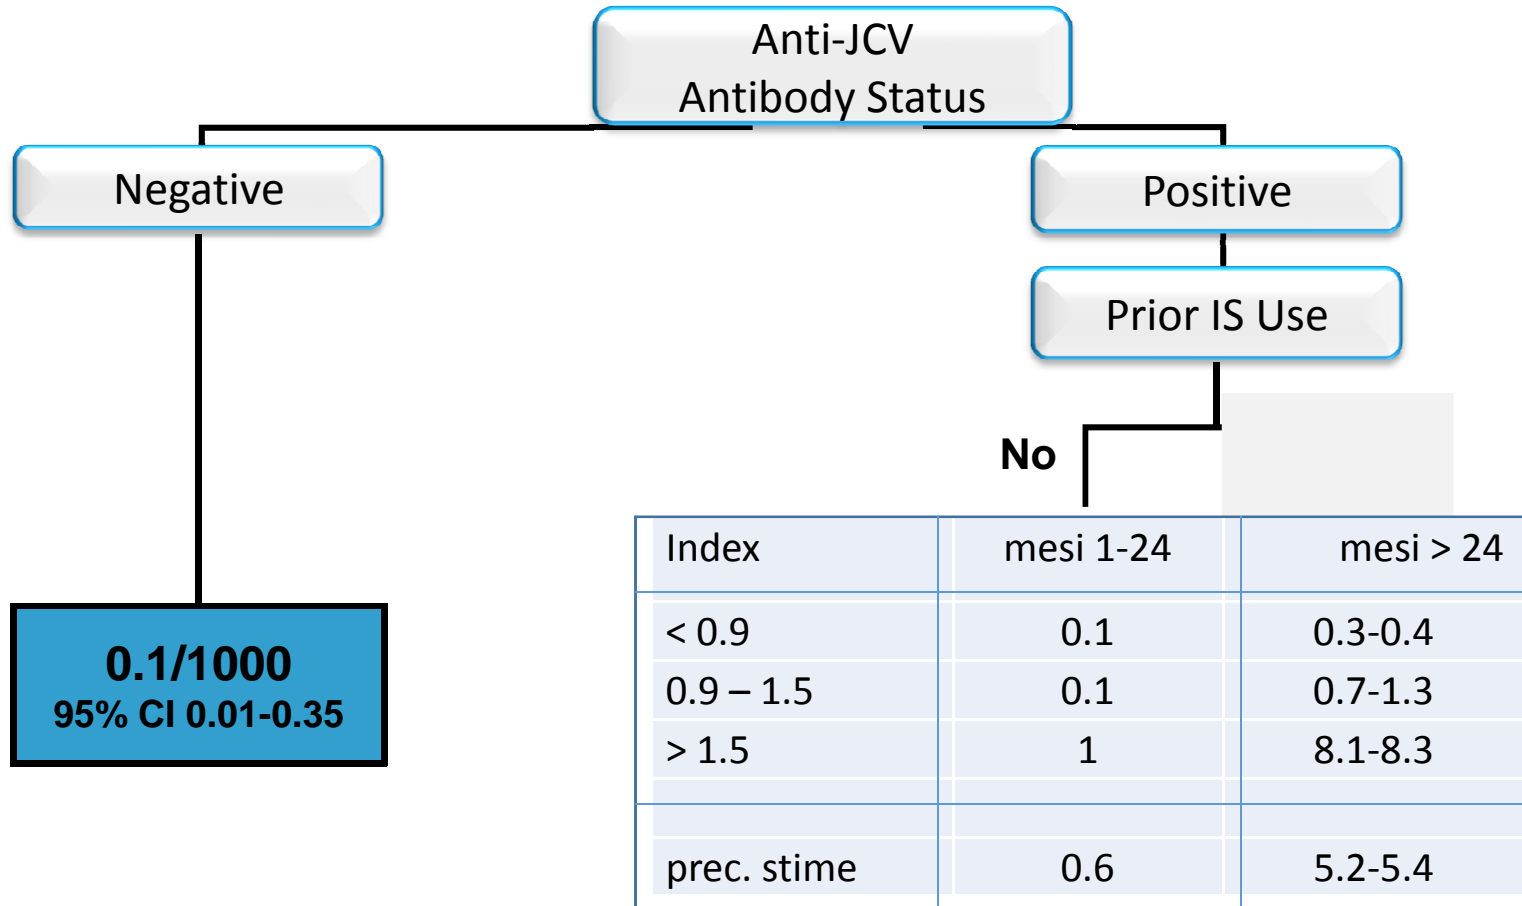 Anti-JCV
Antibody Status
Negative
Positive
Prior IS Use
No
Index mesi 1-24 mesi > 24
< 0.9 0.1 0.3-0.4
0.9 – 1.5 0.1 0.7-1.3
> 1.5 1 8.1-8.3
prec. stime 0.6 5.2-5.4
0.1/1000
95% CI 0.01-0.35